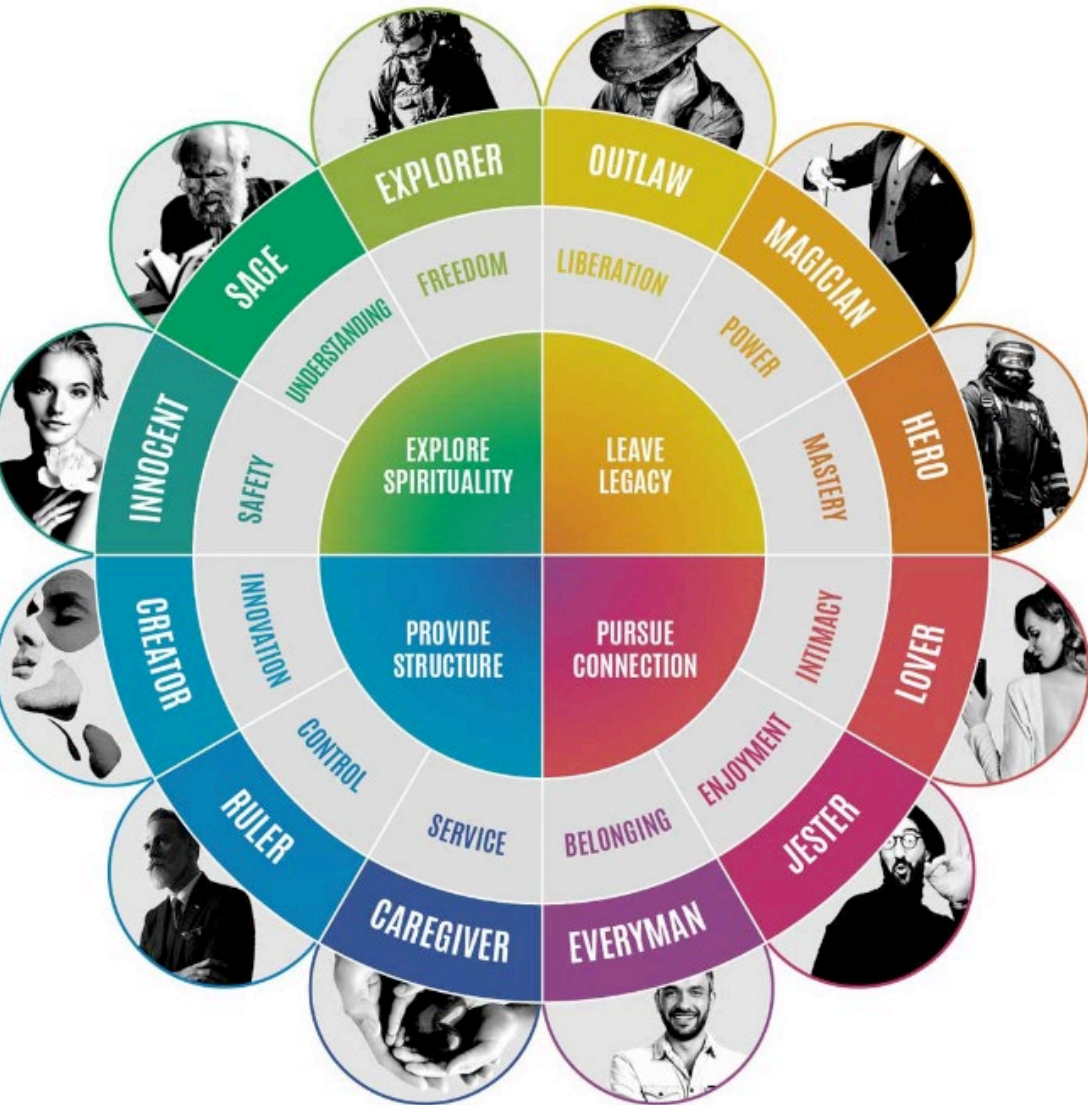 EXPLORER
OUTLAW
MAGICIAN
HERO
LOVER
JESTER
EVERYMAN
CAREGIVER
RULER
CREATOR
INNOCENT
SAGE
FREEDOM
LIBERATION
POWER
MASTERY
INTIMACY
ENJOYMENT
BELONGING
SERVICE
CONTROL
INNOVATION
SAFETY
UNDERSTANDING
EXPLORE
SPIRITUALITY
LEAVE
LEGACY
PURSUE
CONNECTION
PROVIDE
STRUCTURE